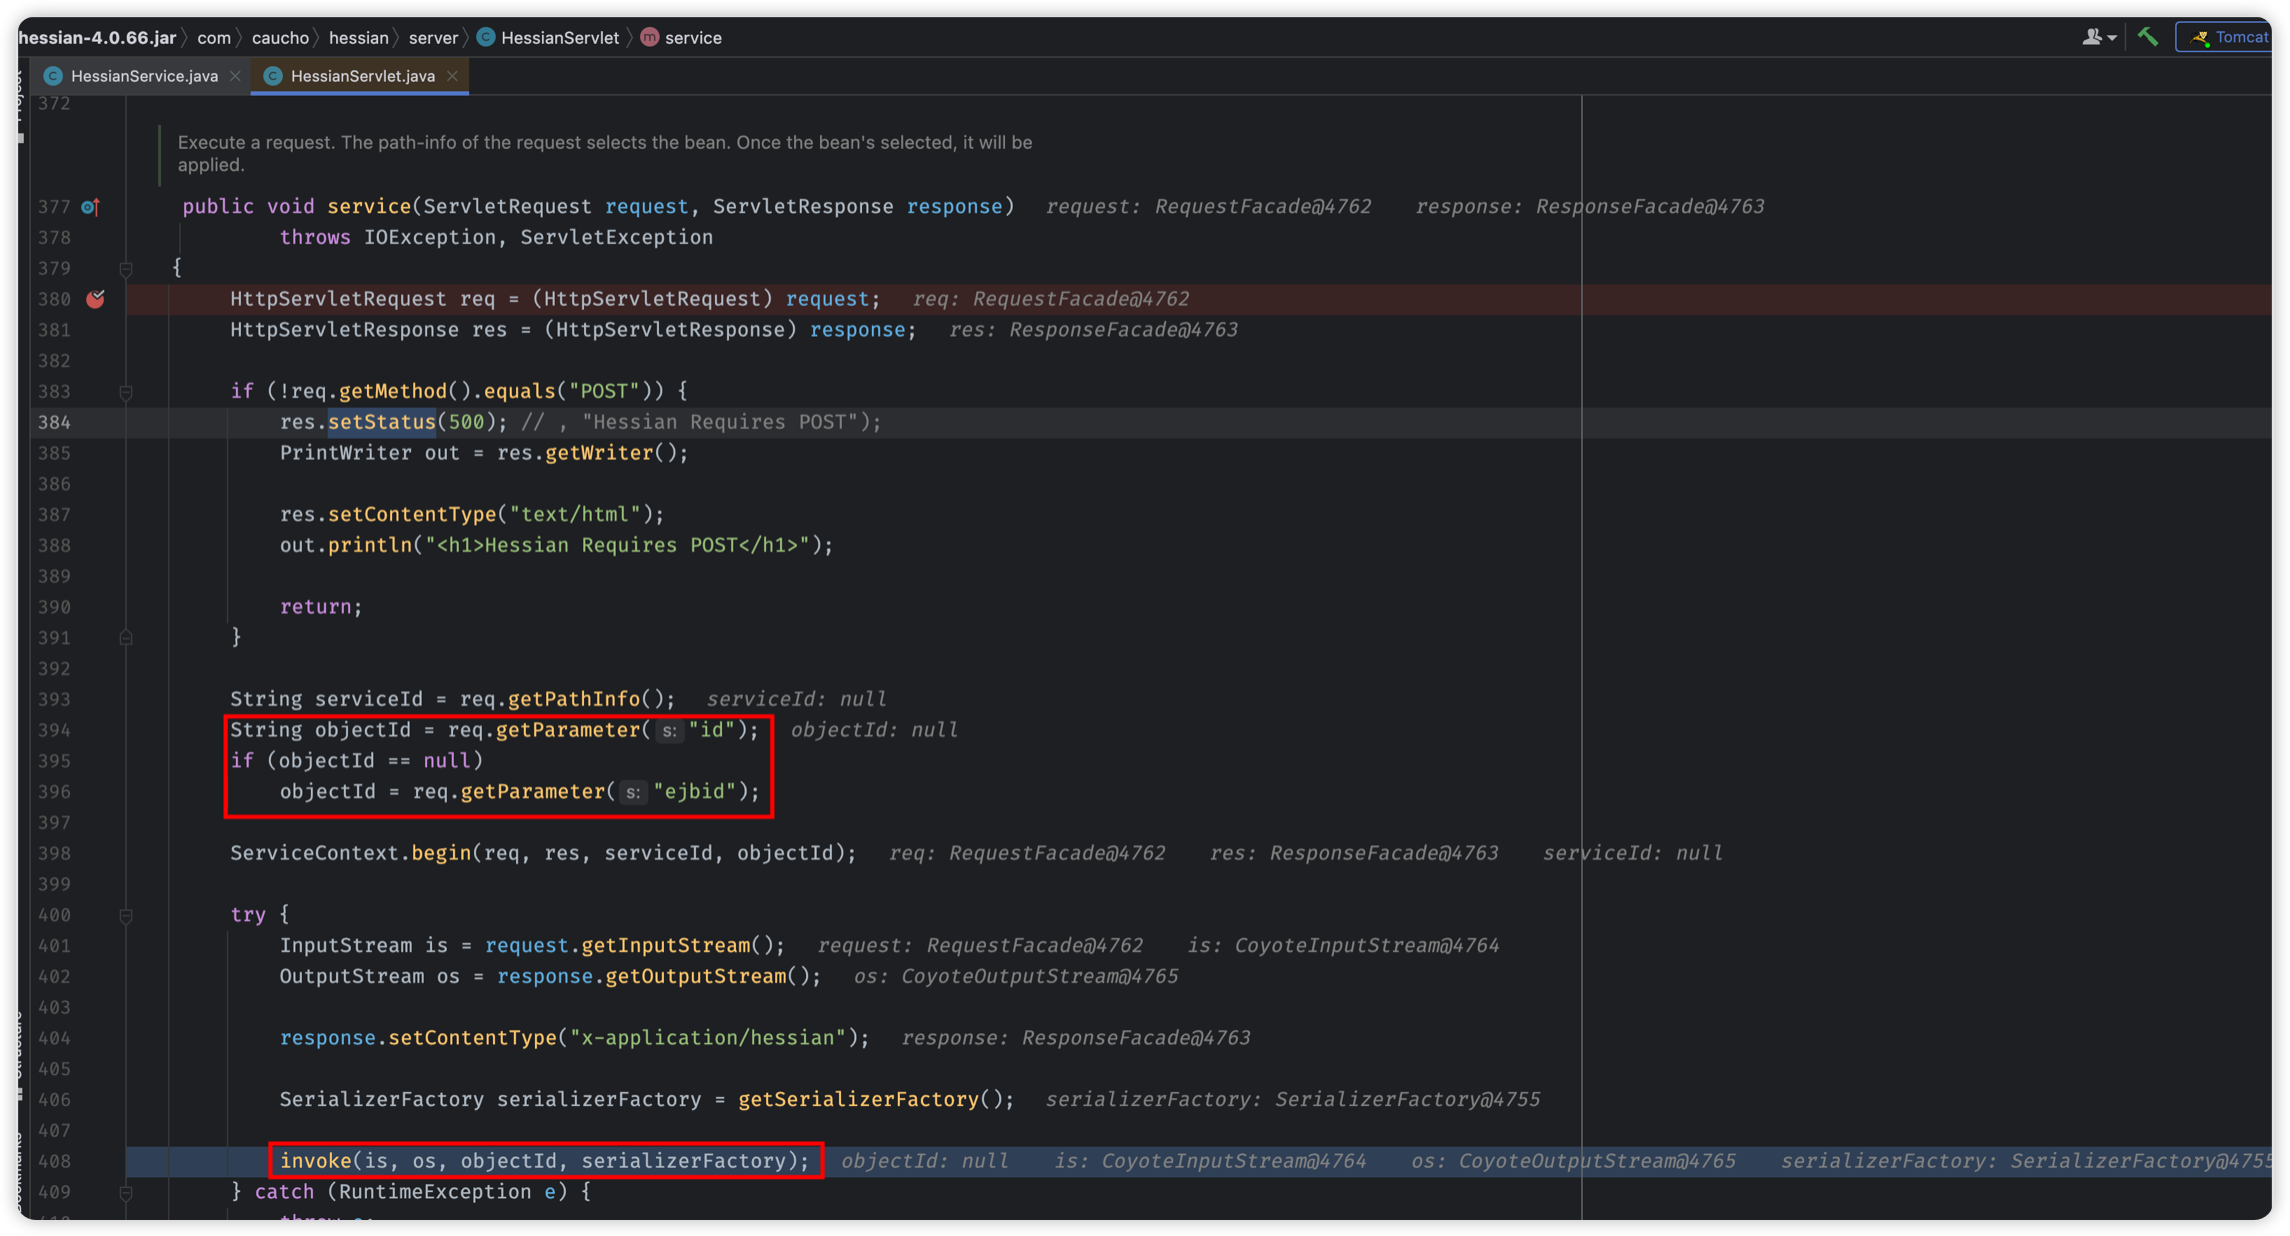 hessian-4.0.66.jar 〉 com 〉 caucho 〉 hessian 〉 server 〉 C HessianServlet 〉 m service
Tomcat
C HessianService.java × C HessianServlet.java ×
Project
372
Execute a request. The path-info of the request selects the bean. Once the bean's selected, it will be
applied.
377 public void service(ServletRequest request, ServletResponse response) request: RequestFacade@4762 response: ResponseFacade@4763
378 throws IOException, ServletException
379 {
380 HttpServletRequest req = (HttpServletRequest) request; req: RequestFacade@4762
381 HttpServletResponse res = (HttpServletResponse) response; res: ResponseFacade@4763
382
383 if (!req.getMethod().equals("POST")) {
384 res.setStatus(500); // , "Hessian Requires POST");
385 PrintWriter out = res.getWriter();
386
387 res.setContentType("text/html");
388 out.println("<h1>Hessian Requires POST</h1>");
389
390 return;
391 }
392
393 String serviceId = req.getPathInfo(); serviceId: null
394 String objectId = req.getParameter( s: "id"); objectId: null
395 if (objectId == null)
396 objectId = req.getParameter( s: "ejbid");
397
398 ServiceContext.begin(req, res, serviceId, objectId); req: RequestFacade@4762 res: ResponseFacade@4763 serviceId: null
399
400 try {
401 InputStream is = request.getInputStream(); request: RequestFacade@4762 is: CoyoteInputStream@4764
402 OutputStream os = response.getOutputStream(); os: CoyoteOutputStream@4765
403
404 response.setContentType("x-application/hessian"); response: ResponseFacade@4763
405
406 SerializerFactory serializerFactory = getSerializerFactory(); serializerFactory: SerializerFactory@4755
407
408 invoke(is, os, objectId, serializerFactory); objectId: null is: CoyoteInputStream@4764 os: CoyoteOutputStream@4765 serializerFactory: SerializerFactory@4755
409 } catch (RuntimeException e) {
Structure
Bookmarks